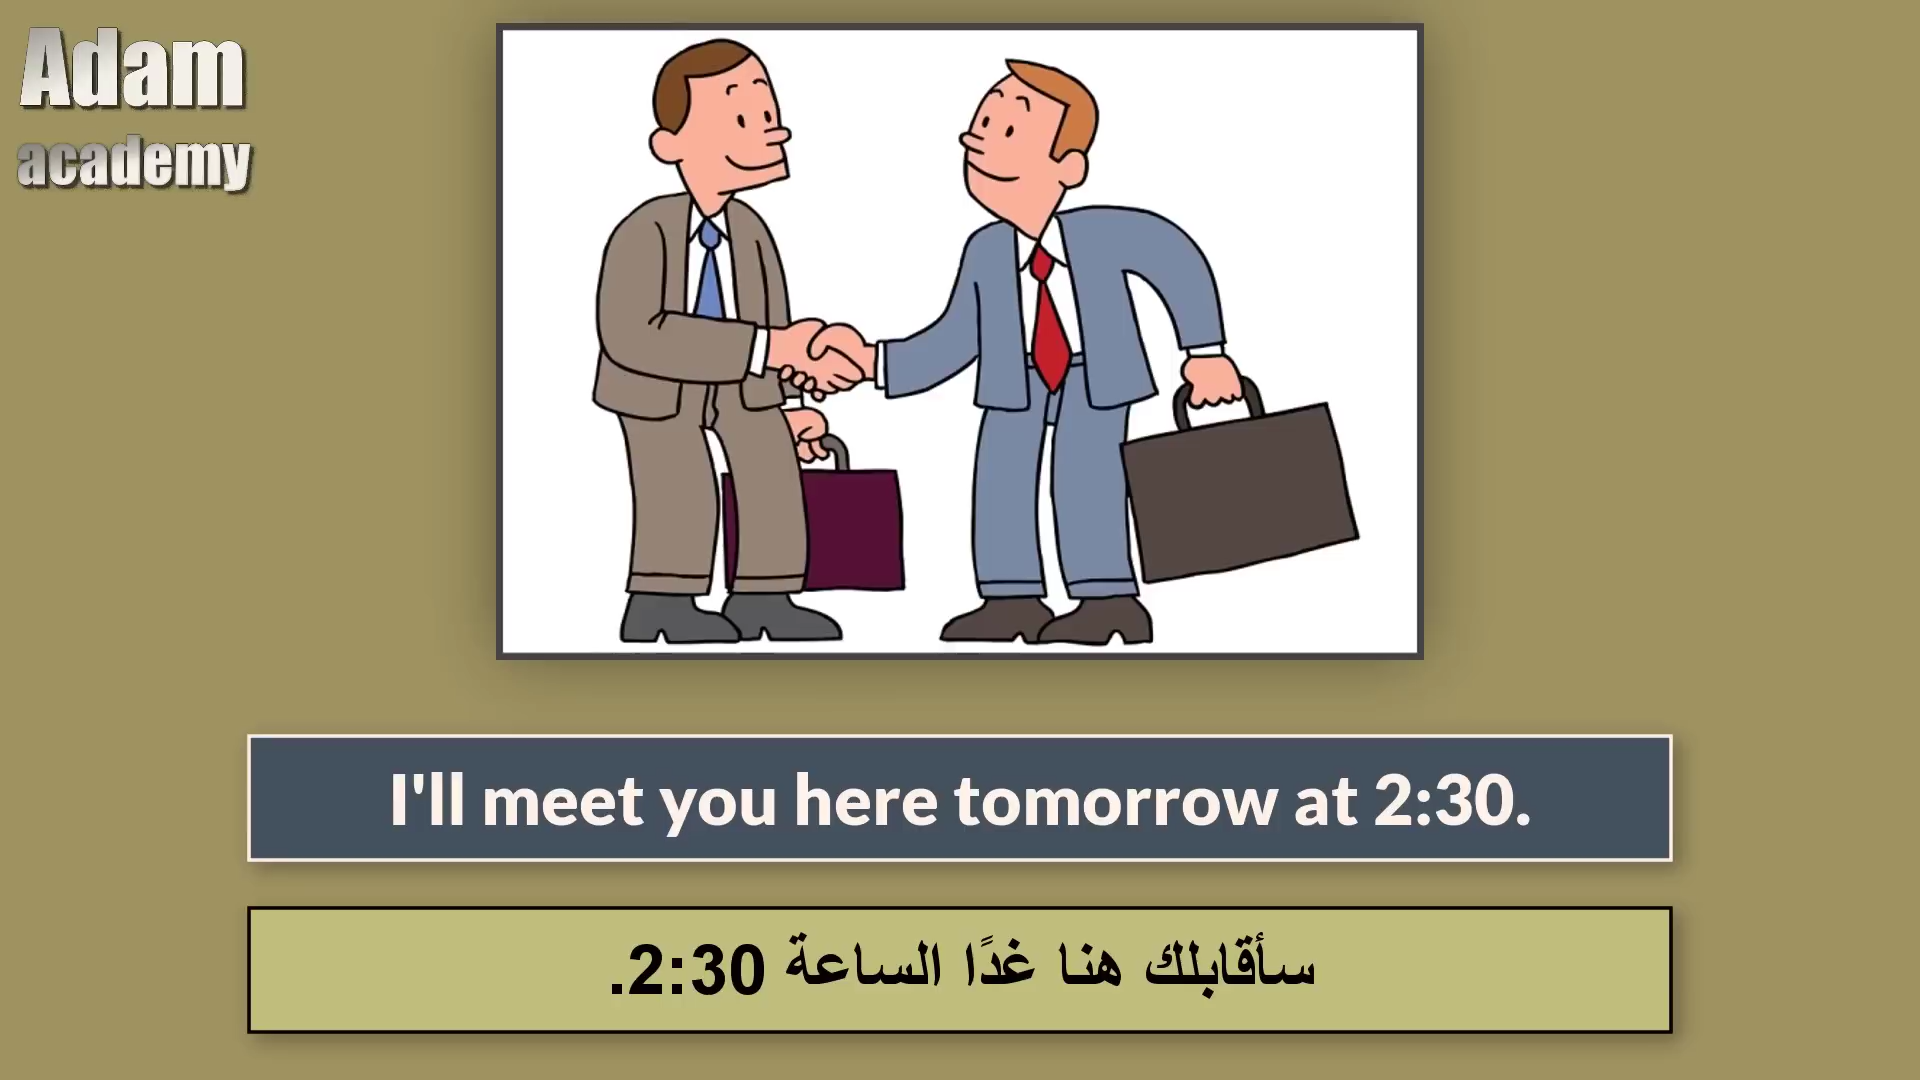 Adam
academy
I'll meet you here tomorrow at 2:30.
سأقابلك هنا غدًا الساعة 2:30.